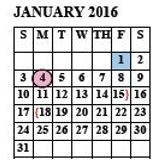 JANUARY 2016
S M T W TH F S
1 2
3 4 5 6 7 8 9
10 11 12 13 14 15} 16
17 {18 19 20 21 22 23
24 25 26 27 28 29 30
31